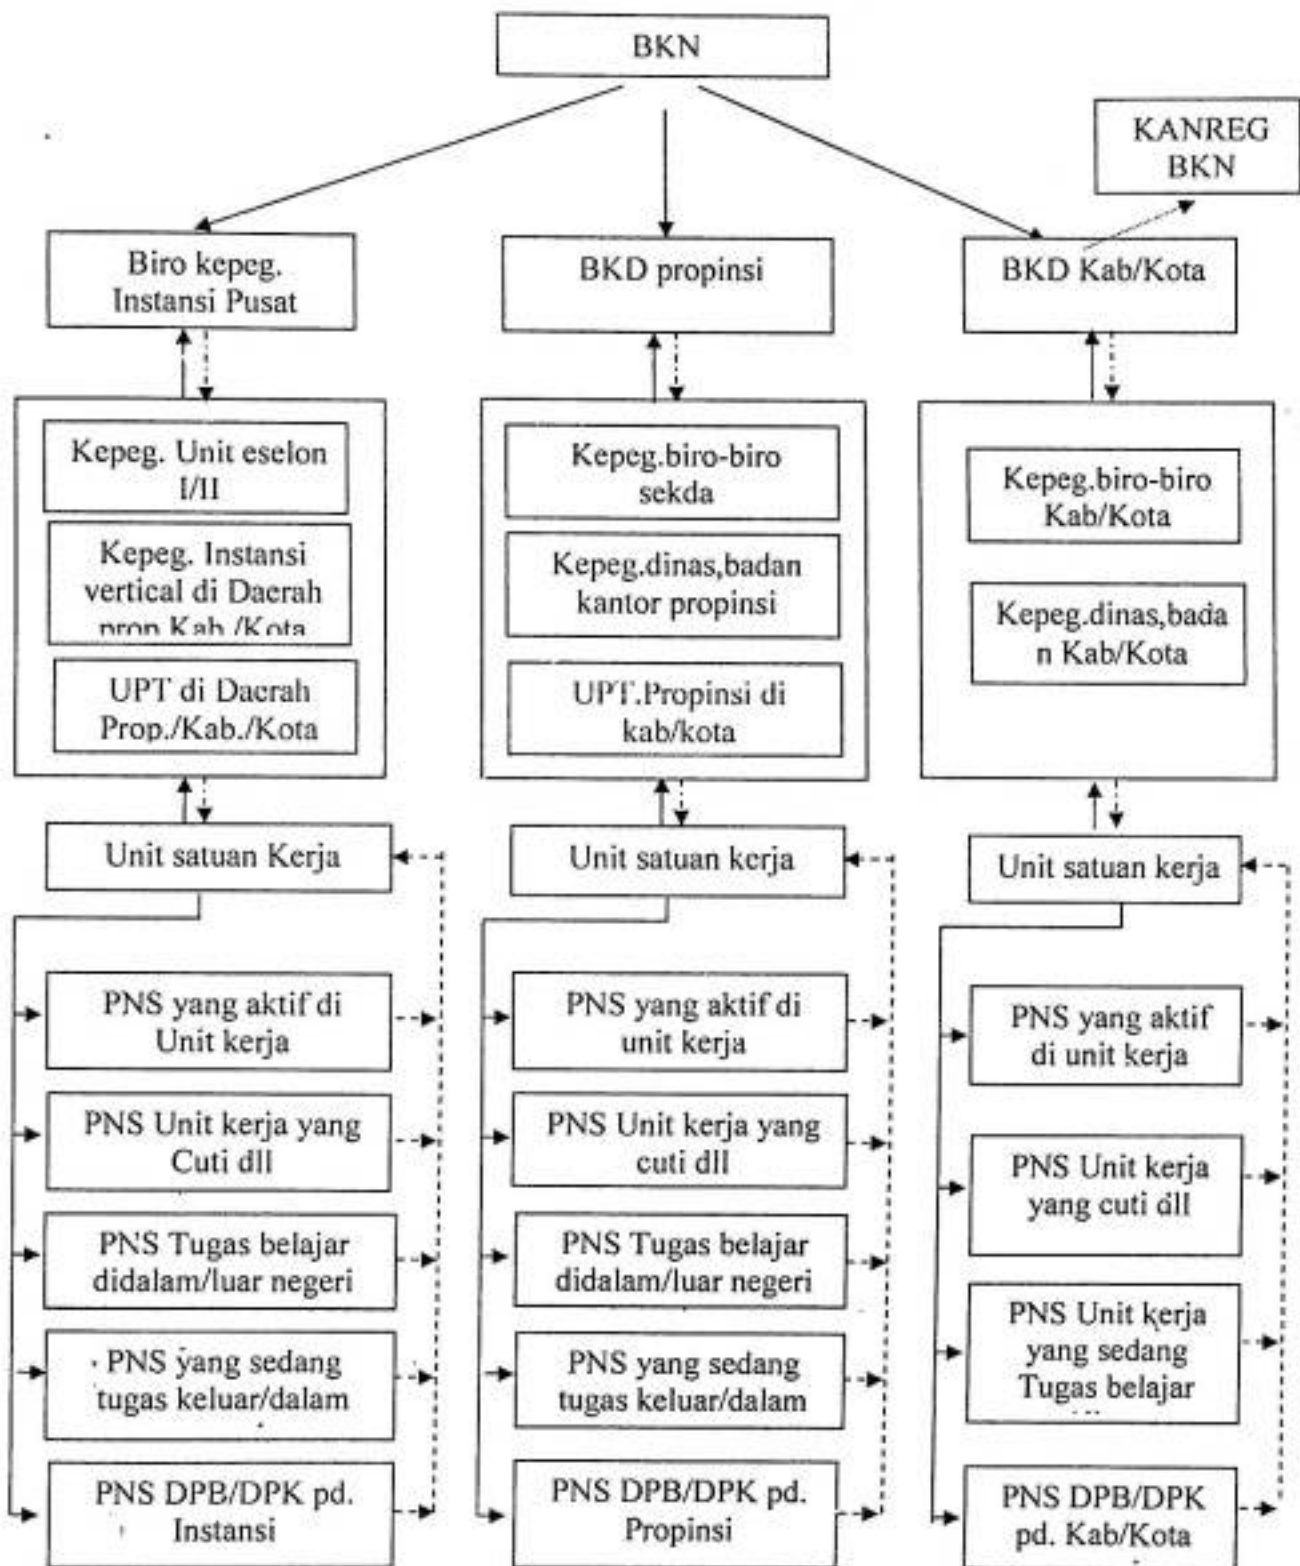 BKN
KANREG
BKN
Biro kepeg.
Instansi Pusat
BKD propinsi
BKD Kab/Kota
Kepeg. Unit eselon
I/II
Kepeg. Instansi
vertical di Daerah
prop.Kab./Kota
UPT di Daerah
Prop./Kab./Kota
Kepeg.biro-biro
sekda
Kepeg.dinas,badan
kantor propinsi
UPT.Propinsi di
kab/kota
Kepeg.biro-biro
Kab/Kota
Kepeg.dinas,bada
n Kab/Kota
Unit satuan Kerja
Unit satuan kerja
Unit satuan kerja
PNS yang aktif di
Unit kerja
PNS Unit kerja yang
Cuti dll
PNS Tugas belajar
didalam/luar negeri
PNS yang sedang
tugas keluar/dalam
PNS DPB/DPK pd.
Instansi
PNS yang aktif di
unit kerja
PNS Unit kerja yang
cuti dll
PNS Tugas belajar
didalam/luar negeri
PNS yang sedang
tugas keluar/dalam
PNS DPB/DPK pd.
Propinsi
PNS yang aktif
di unit kerja
PNS Unit kerja
yang cuti dll
PNS Unit kerja
yang sedang
Tugas belajar
PNS DPB/DPK
pd. Kab/Kota